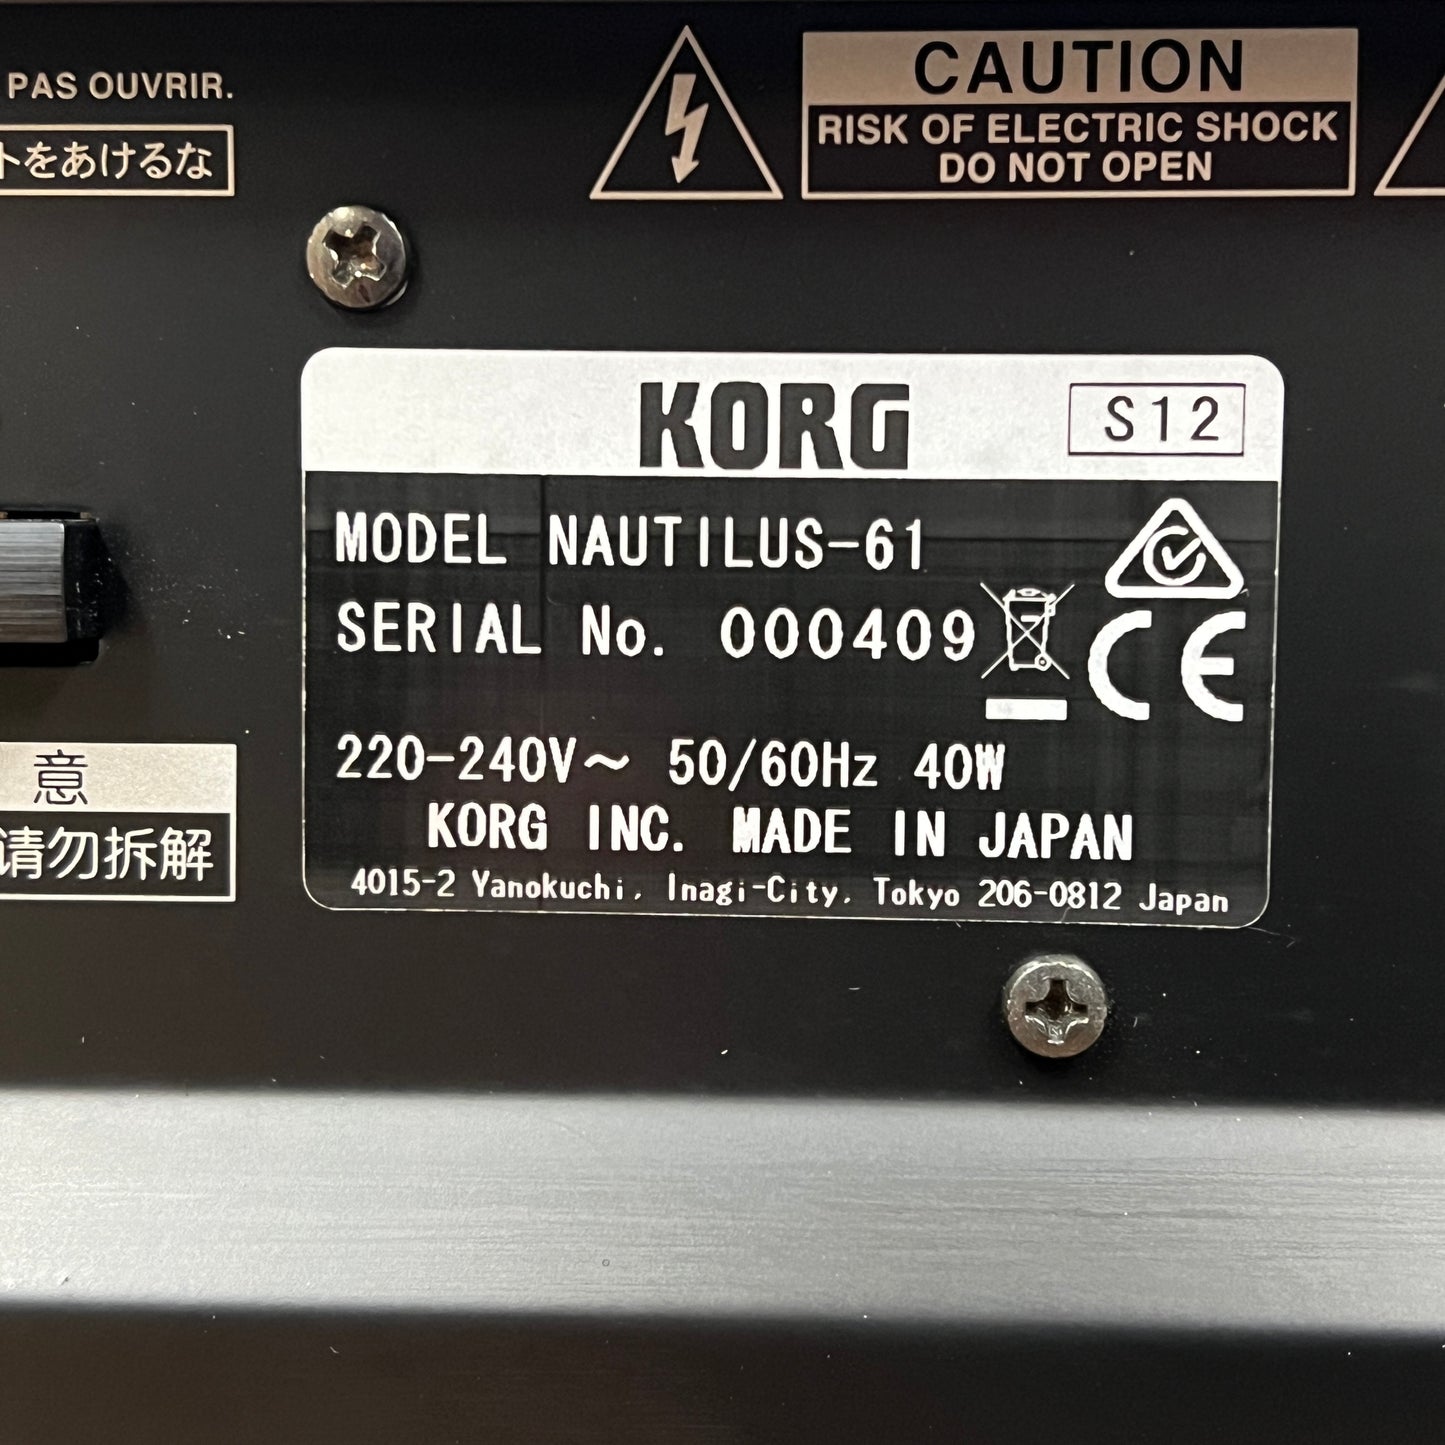 PAS OUVRIR.
トをあけるな
CAUTION
RISK OF ELECTRIC SHOCK
DO NOT OPEN
KORG
S12
MODEL NAUTILUS-61
SERIAL No. 000409
CE
220-240V～ 50/60Hz 40W
KORG INC. MADE IN JAPAN
4015-2 Yanokuchi, Inagi-City, Tokyo 206-0812 Japan
意
请勿拆解